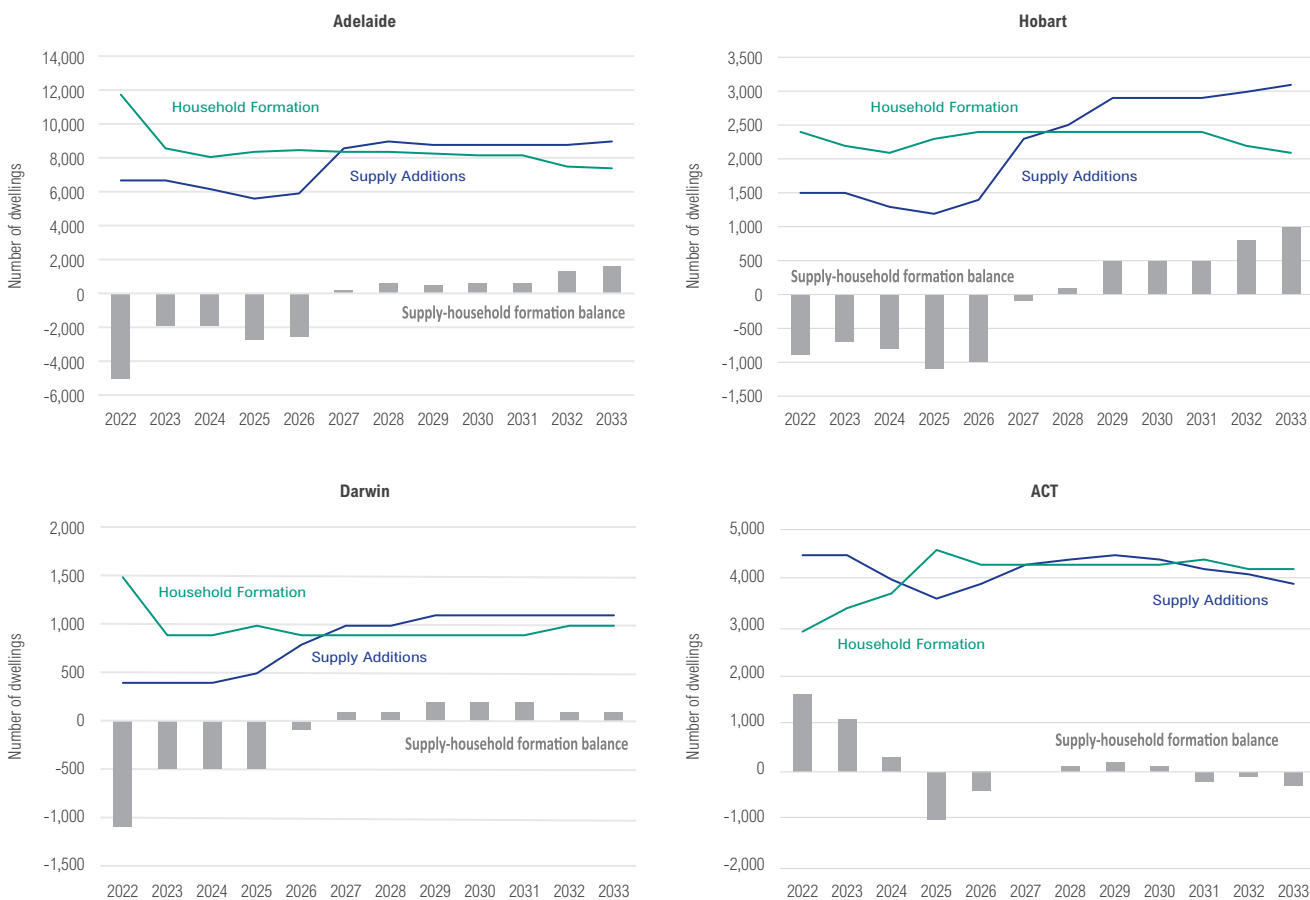 Adelaide
Number of dwellings
14,000
12,000
10,000
8,000
6,000
4,000
2,000
0
-2,000
-4,000
-6,000
Household Formation
Supply Additions
Supply-household formation balance
2022 2023 2024 2025 2026 2027 2028 2029 2030 2031 2032 2033
Hobart
Number of dwellings
3,500
3,000
2,500
2,000
1,500
1,000
500
0
-500
-1,000
-1,500
Household Formation
Supply Additions
Supply-household formation balance
2022 2023 2024 2025 2026 2027 2028 2029 2030 2031 2032 2033
Darwin
Number of dwellings
2,000
1,500
1,000
500
0
-500
-1,000
-1,500
Household Formation
Supply Additions
Supply-household formation balance
2022 2023 2024 2025 2026 2027 2028 2029 2030 2031 2032 2033
ACT
Number of dwellings
5,000
4,000
3,000
2,000
1,000
0
-1,000
-2,000
Supply Additions
Household Formation
Supply-household formation balance
2022 2023 2024 2025 2026 2027 2028 2029 2030 2031 2032 2033